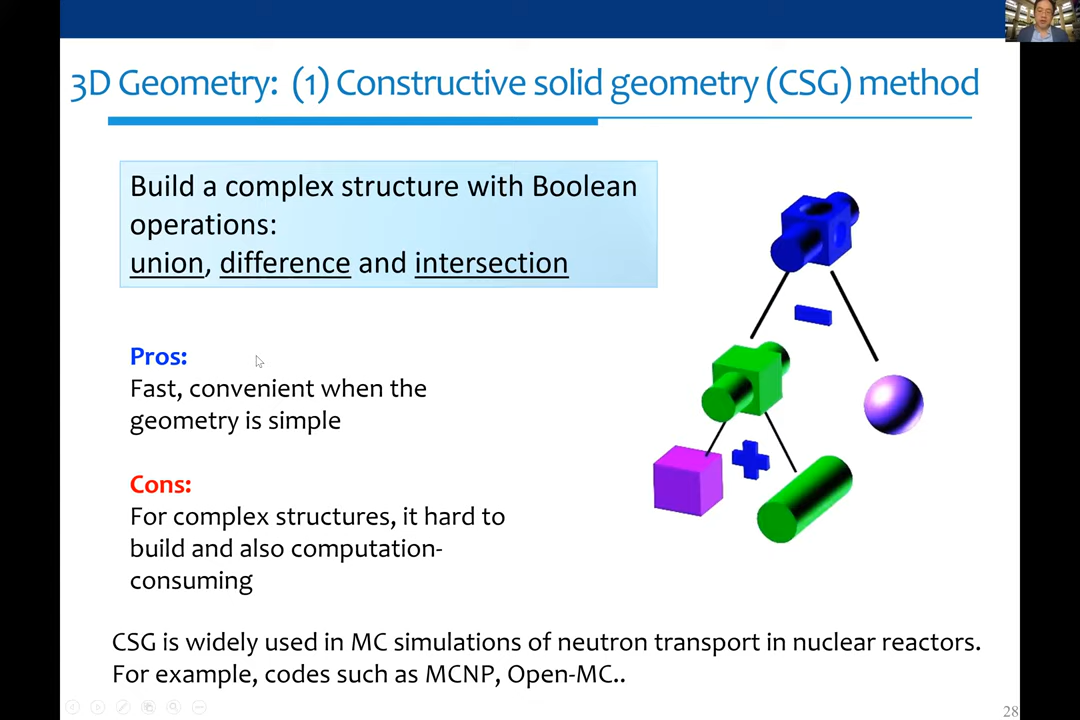 3D Geometry: (1) Constructive solid geometry (CSG) method
Build a complex structure with Boolean
operations:
union, difference and intersection
Pros:
Fast, convenient when the
geometry is simple
Cons:
For complex structures, it hard to
build and also computation-
consuming
CSG is widely used in MC simulations of neutron transport in nuclear reactors.
For example, codes such as MCNP, Open-MC..
28